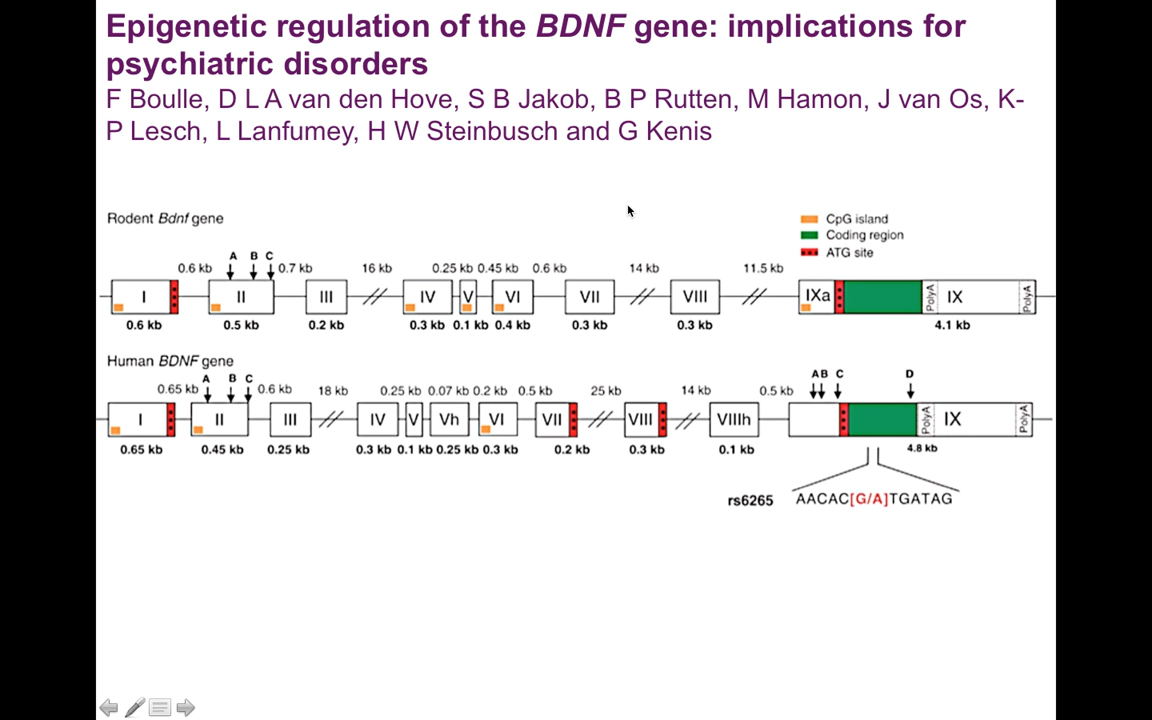 Epigenetic regulation of the BDNF gene: implications for
psychiatric disorders
F Boulle, D L A van den Hove, S B Jakob, B P Rutten, M Hamon, J van Os, K-
P Lesch, L Lanfumey, H W Steinbusch and G Kenis
Rodent Bdnf gene
CpG island
Coding region
ATG site
A B C
0.6 kb 0.7 kb 16 kb 0.25 kb 0.45 kb 0.6 kb 14 kb 11.5 kb
I II III IV V VI VII VIII IXa PolyA IX PolyA
0.6 kb 0.5 kb 0.2 kb 0.3 kb 0.1 kb 0.4 kb 0.3 kb 0.3 kb 4.1 kb
Human BDNF gene
A B C AB C D
0.65 kb 0.6 kb 18 kb 0.25 kb 0.07 kb 0.2 kb 0.5 kb 25 kb 14 kb 0.5 kb
I II III IV V Vh VI VII VIII VIIIh PolyA IX PolyA
0.65 kb 0.45 kb 0.25 kb 0.3 kb 0.1 kb 0.25 kb 0.3 kb 0.2 kb 0.3 kb 0.1 kb 4.8 kb
rs6265 AACAC[G/A]TGATAG